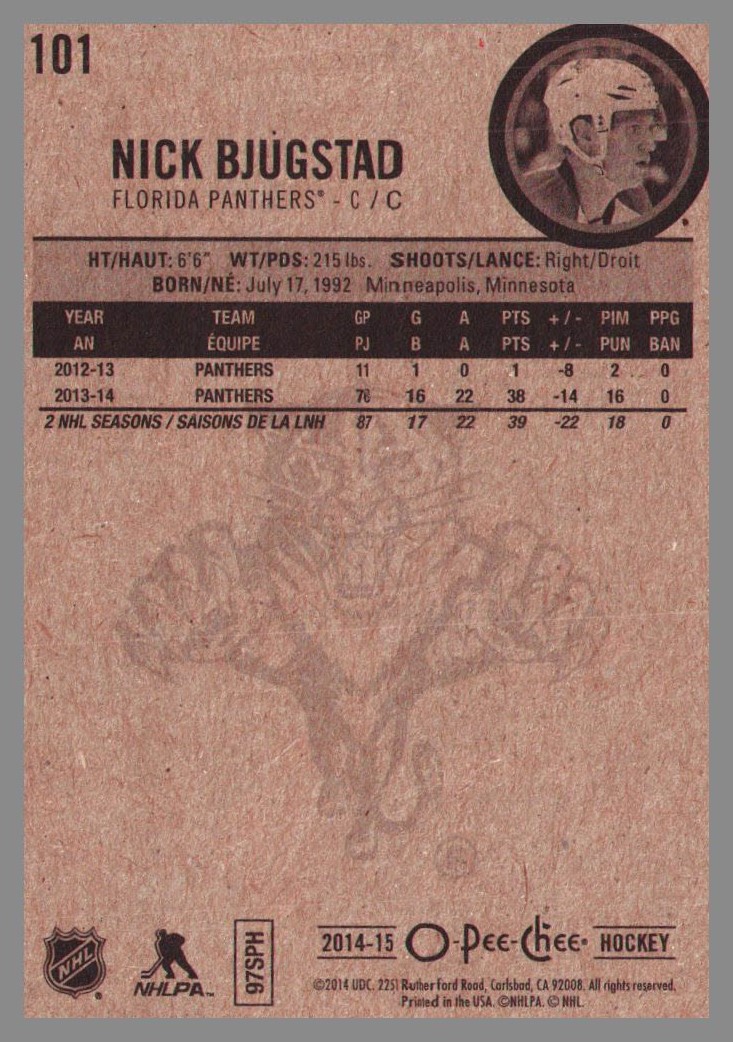 101
NICK BJUGSTAD
FLORIDA PANTHERS® - C / C
HT/HAUT: 6'6" WT/PDS: 215 lbs. SHOOTS/LANCE: Right/Droit
BORN/NÉ: July 17, 1992 Minneapolis, Minnesota
YEAR TEAM GP G A PTS +/- PIM PPG
AN ÉQUIPE PJ B A PTS +/- PUN BAN
2012-13 PANTHERS 11 1 0 1 -8 2 0
2013-14 PANTHERS 76 16 22 38 -14 16 0
2 NHL SEASONS / SAISONS DE LA LNH 87 17 22 39 -22 18 0
NHL
NHLPA™
97SPH
2014-15 O-Pee-Chee® HOCKEY
©2014 UDC. 2251 Rutherford Road, Carlsbad, CA 92008. All rights reserved.
Printed in the USA. ©NHLPA. © NHL.